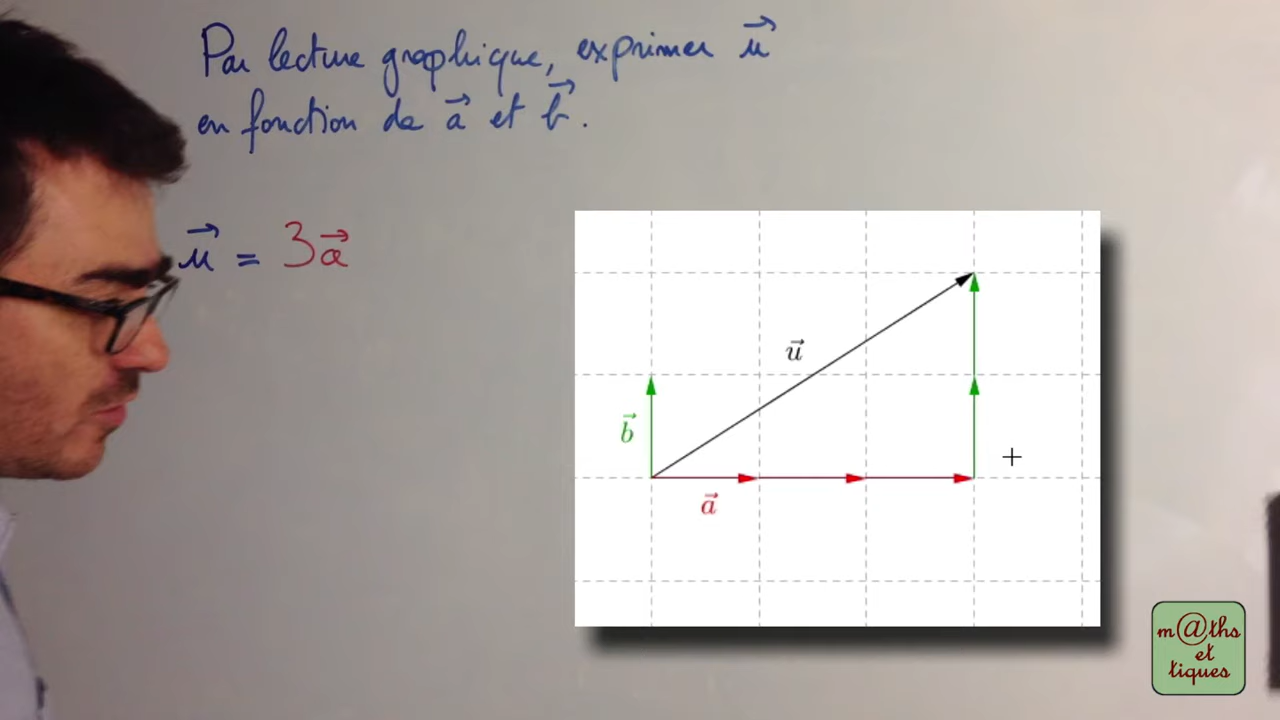 Par lecture graphique, exprimer u⃗
en fonction de a⃗ et b⃗.
u⃗ = 3a⃗
u⃗
b⃗
a⃗
m@ths
et
tiques